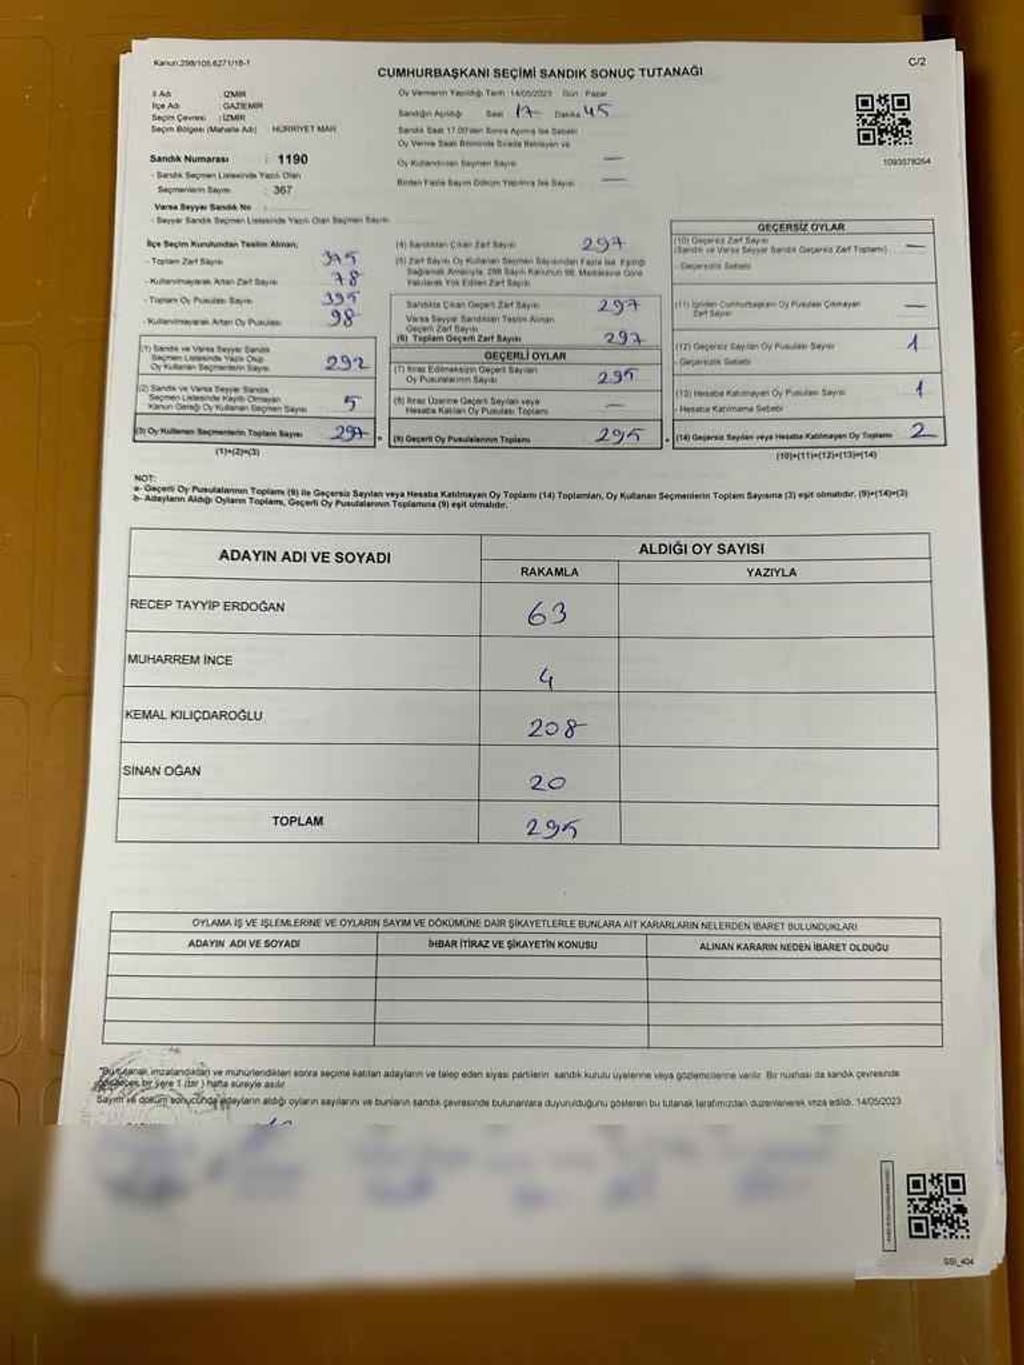 Kanun:298/105,6271/18-1
C/2
CUMHURBAŞKANI SEÇİMİ SANDIK SONUÇ TUTANAĞI
İl Adı : İZMİR
İlçe Adı : GAZİEMİR
Seçim Çevresi : İZMİR
Seçim Bölgesi (Mahalle Adı) HÜRRİYET MAH
Sandık Numarası : 1190
- Sandık Seçmen Listesinde Yazılı Olan
Seçmenlerin Sayısı : 367
Varsa Seyyar Sandık No
- Seyyar Sandık Seçmen Listesinde Yazılı Olan Seçmen Sayısı
Oy Vermenin Yapıldığı Tarih : 14/05/2023 Gün : Pazar
Sandığın Açıldığı Saat 17 Dakika 45
Sandık Saat 17.00'den Sonra Açılmış İse Sebebi
Oy Verme Saati Bitiminde Sırada Bekleyen ve
Oy Kullandırılan Seçmen Sayısı —
Birden Fazla Sayım Döküm Yapılmış İse Sayısı —
1093578264
İlçe Seçim Kurulundan Teslim Alınan;
- Toplam Zarf Sayısı 375
- Kullanılmayarak Artan Zarf Sayısı 78
- Toplam Oy Pusulası Sayısı 395
- Kullanılmayarak Artan Oy Pusulası 98
(1) Sandık ve Varsa Seyyar Sandık
Seçmen Listesinde Yazılı Olup
Oy Kullanan Seçmenlerin Sayısı 292
(2) Sandık ve Varsa Seyyar Sandık
Seçmen Listesinde Kayıtlı Olmayan
Kanun Gereği Oy Kullanan Seçmen Sayısı 5
(3) Oy Kullanan Seçmenlerin Toplam Sayısı 297
(1)+(2)=(3)
(4) Sandıktan Çıkan Zarf Sayısı 297
(5) Zarf Sayısı Oy Kullanan Seçmen Sayısından Fazla İse, Eşitliği
Sağlamak Amacıyla, 298 Sayılı Kanunun 98. Maddesine Göre
Yakılarak Yok Edilen Zarf Sayısı
Sandıkta Çıkan Geçerli Zarf Sayısı 297
Varsa Seyyar Sandıktan Teslim Alınan
Geçerli Zarf Sayısı
(6) Toplam Geçerli Zarf Sayısı 297
GEÇERLİ OYLAR
(7) İtiraz Edilmeksizin Geçerli Sayılan
Oy Pusulalarının Sayısı 295
(8) İtiraz Üzerine Geçerli Sayılan veya
Hesaba Katılan Oy Pusulası Toplamı —
(9) Geçerli Oy Pusulalarının Toplamı 295
GEÇERSİZ OYLAR
(10) Geçersiz Zarf Sayısı
(Sandık ve Varsa Seyyar Sandık Geçersiz Zarf Toplamı) —
- Geçersizlik Sebebi
(11) İçinden Cumhurbaşkanı Oy Pusulası Çıkmayan
Zarf Sayısı —
(12) Geçersiz Sayılan Oy Pusulası Sayısı 1
- Geçersizlik Sebebi
(13) Hesaba Katılmayan Oy Pusulası Sayısı 1
- Hesaba Katılmama Sebebi
(14) Geçersiz Sayılan veya Hesaba Katılmayan Oy Toplamı 2
(10)+(11)+(12)+(13)=(14)
NOT:
a- Geçerli Oy Pusulalarının Toplamı (9) ile Geçersiz Sayılan veya Hesaba Katılmayan Oy Toplamı (14) Toplamları, Oy Kullanan Seçmenlerin Toplam Sayısına (3) eşit olmalıdır. (9)+(14)=(3)
b- Adayların Aldığı Oyların Toplamı, Geçerli Oy Pusulalarının Toplamına (9) eşit olmalıdır.
ADAYIN ADI VE SOYADI
ALDIĞI OY SAYISI
RAKAMLA YAZIYLA
RECEP TAYYİP ERDOĞAN 63
MUHARREM İNCE 4
KEMAL KILIÇDAROĞLU 208
SİNAN OĞAN 20
TOPLAM 295
OYLAMA İŞ VE İŞLEMLERİNE VE OYLARIN SAYIM VE DÖKÜMÜNE DAİR ŞİKAYETLERLE BUNLARA AİT KARARLARIN NELERDEN İBARET BULUNDUKLARI
ADAYIN ADI VE SOYADI İHBAR İTİRAZ VE ŞİKAYETİN KONUSU ALINAN KARARIN NEDEN İBARET OLDUĞU
"Bu tutanak imzalandıktan ve mühürlendikten sonra seçime katılan adayların ve talep eden siyasi partilerin sandık kurulu üyelerine veya gözlemcilerine verilir. Bir nüshası da sandık çevresinde
bir yere 1 (bir) hafta süreyle asılır
Sayım ve döküm sonucunda adayların aldığı oyların sayılarını ve bunların sandık çevresinde bulunanlara duyurulduğunu gösteren bu tutanak tarafımızdan düzenlenerek imza edildi. 14/05/2023
SSI_404